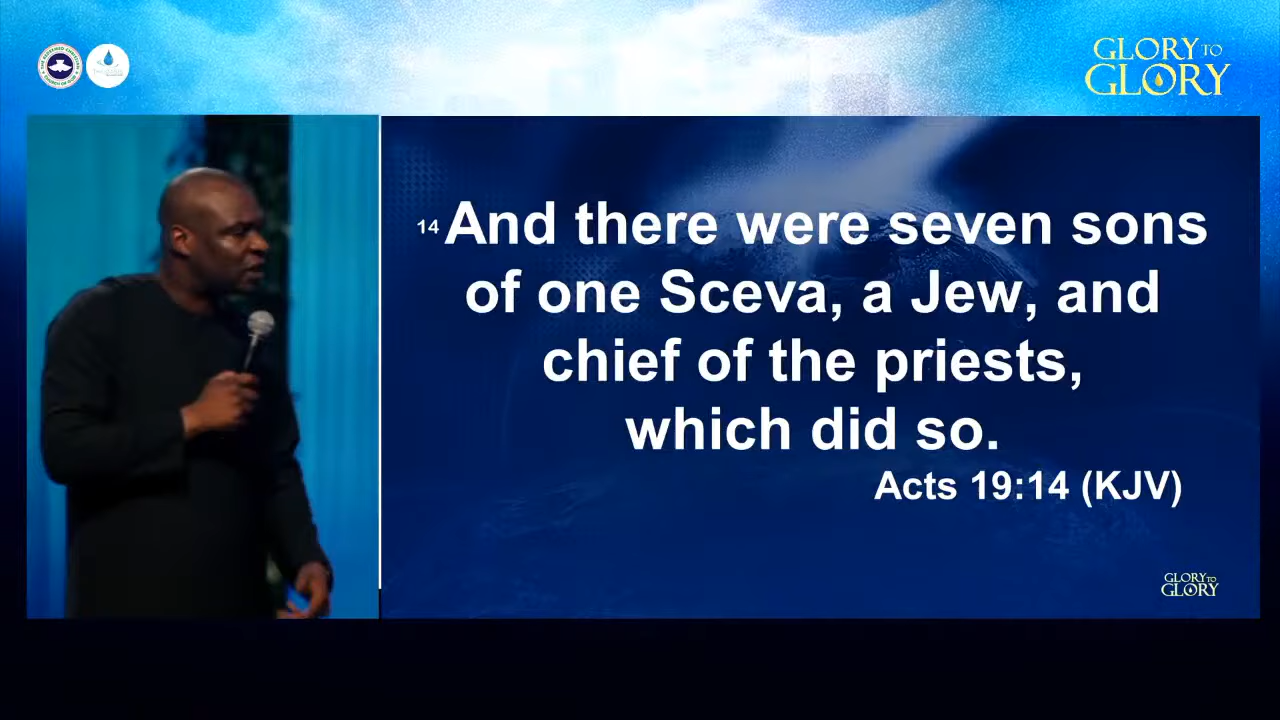 GLORY TO
GLORY
14 And there were seven sons
of one Sceva, a Jew, and
chief of the priests,
which did so.
Acts 19:14 (KJV)
GLORY TO
GLORY